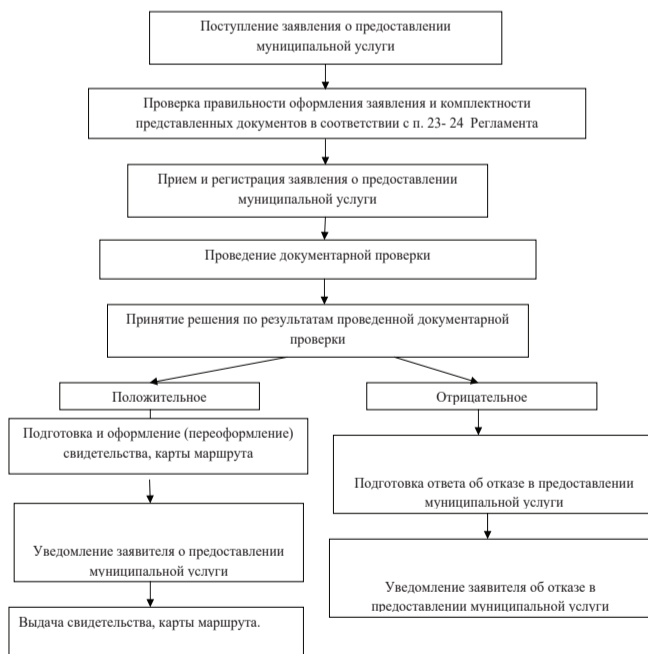 Поступление заявления о предоставлении
муниципальной услуги
Проверка правильности оформления заявления и комплектности
представленных документов в соответствии с п. 23- 24 Регламента
Прием и регистрация заявления о предоставлении
муниципальной услуги
Проведение документарной проверки
Принятие решения по результатам проведенной документарной
проверки
Положительное
Подготовка и оформление (переоформление)
свидетельства, карты маршрута
Уведомление заявителя о предоставлении
муниципальной услуги
Выдача свидетельства, карты маршрута.
Отрицательное
Подготовка ответа об отказе в предоставлении
муниципальной услуги
Уведомление заявителя об отказе в
предоставлении муниципальной услуги